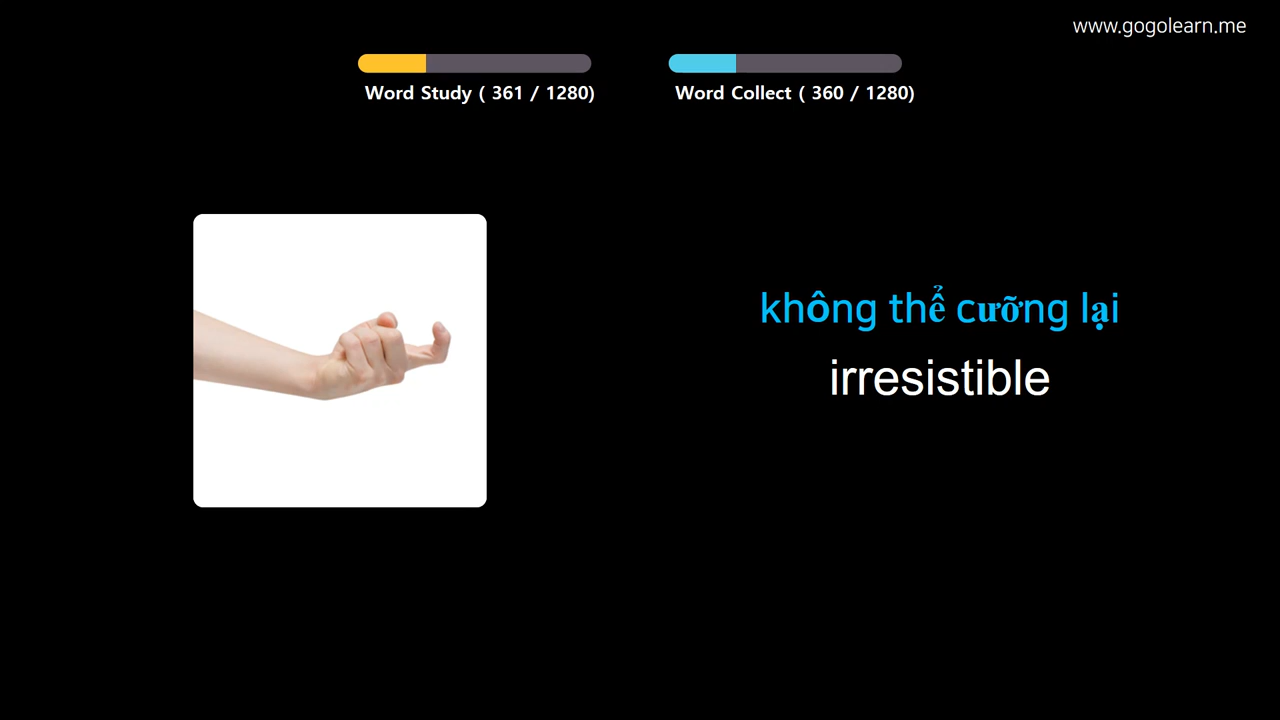 www.gogolearn.me
Word Study ( 361 / 1280)
Word Collect ( 360 / 1280)
không thể cưỡng lại
irresistible